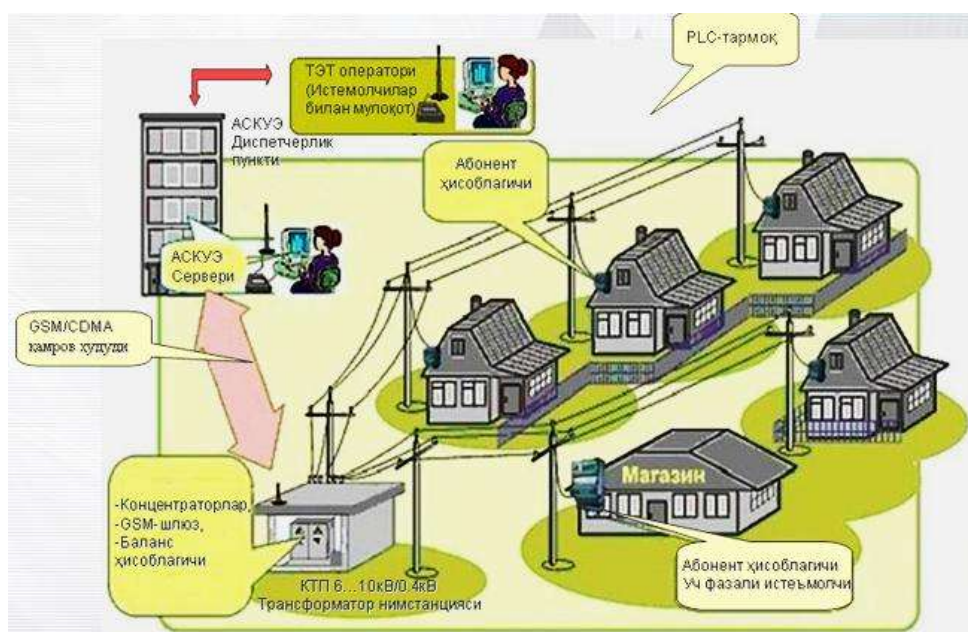 PLC-тармоқ
ТЭТ оператори
(Истемолчилар
билан мулоқот)
АСКУЭ
Диспетчерлик
пункти
Абонент
ҳисоблагичи
АСКУЭ
Сервери
GSM/CDMA
қамров ҳудуди
Магазин
-Концентраторлар,
-GSM-шлюз,
-Баланс
ҳисоблагичи
КТП 6...10кВ/0.4кВ
Трансформатор нимстанцияси
Абонент ҳисоблагичи
Уч фазали истеъмолчи